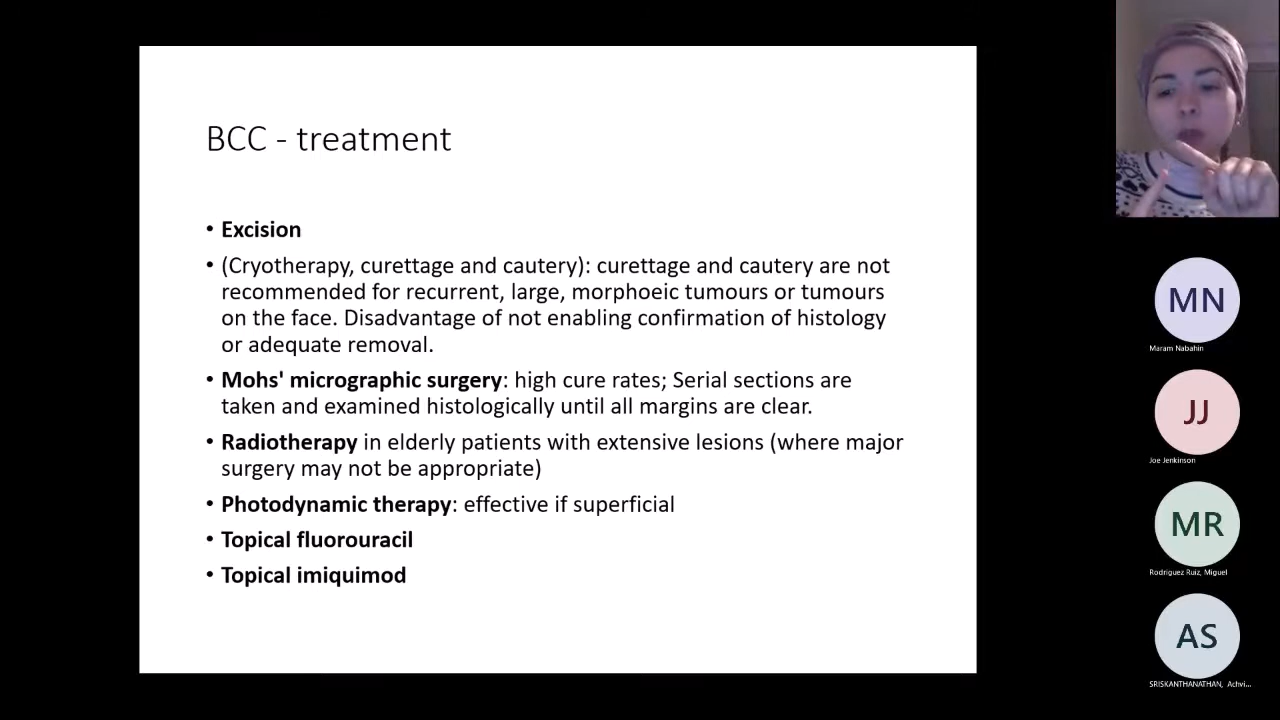 BCC - treatment
• Excision
• (Cryotherapy, curettage and cautery): curettage and cautery are not
recommended for recurrent, large, morphoeic tumours or tumours
on the face. Disadvantage of not enabling confirmation of histology
or adequate removal.
• Mohs' micrographic surgery: high cure rates; Serial sections are
taken and examined histologically until all margins are clear.
• Radiotherapy in elderly patients with extensive lesions (where major
surgery may not be appropriate)
• Photodynamic therapy: effective if superficial
• Topical fluorouracil
• Topical imiquimod
MN
Maram Nabahin
JJ
Joe Jenkinson
MR
Rodriguez Ruiz, Miguel
AS
SRISKANTHANATHAN, Achvi...